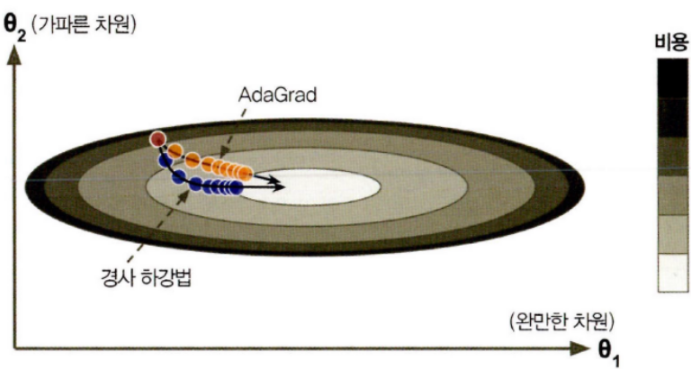 θ2 (가파른 차원)
비용
AdaGrad
경사 하강법
(완만한 차원)
θ1